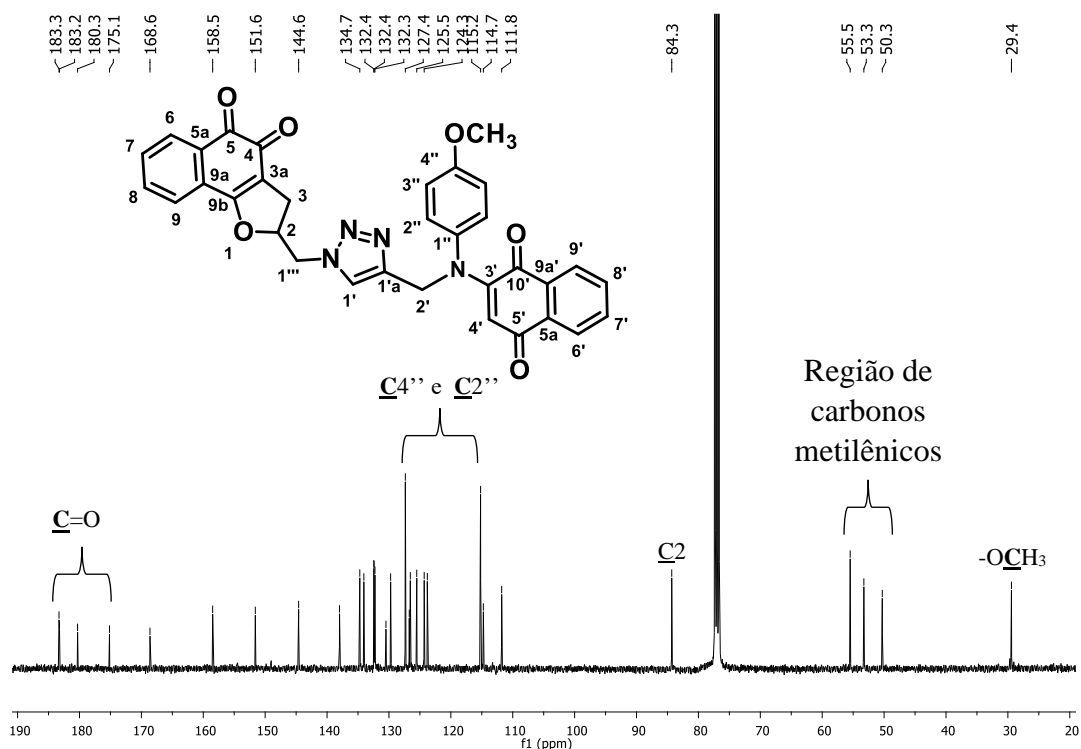 183.3
183.2
180.3
175.1
168.6
158.5
151.6
144.6
134.7
132.4
132.4
132.3
127.4
125.5
124.3
115.2
114.7
111.8
84.3
55.5
53.3
50.3
29.4
O
O
OCH3
6
5a
7
5
4
4''
3a
3''
9a
8
9b
3
2''
9
O
2
N
N
1''
O
1
N
N
3'
9a'
9'
1'''
10'
8'
1'
1'a
2'
4'
5'
7'
5a
6'
O
C4’’ e C2’’
Região de
carbonos
metilênicos
C=O
C2
-OCH3
190 180 170 160 150 140 130 120 110 100 90 80 70 60 50 40 30 20
f1 (ppm)